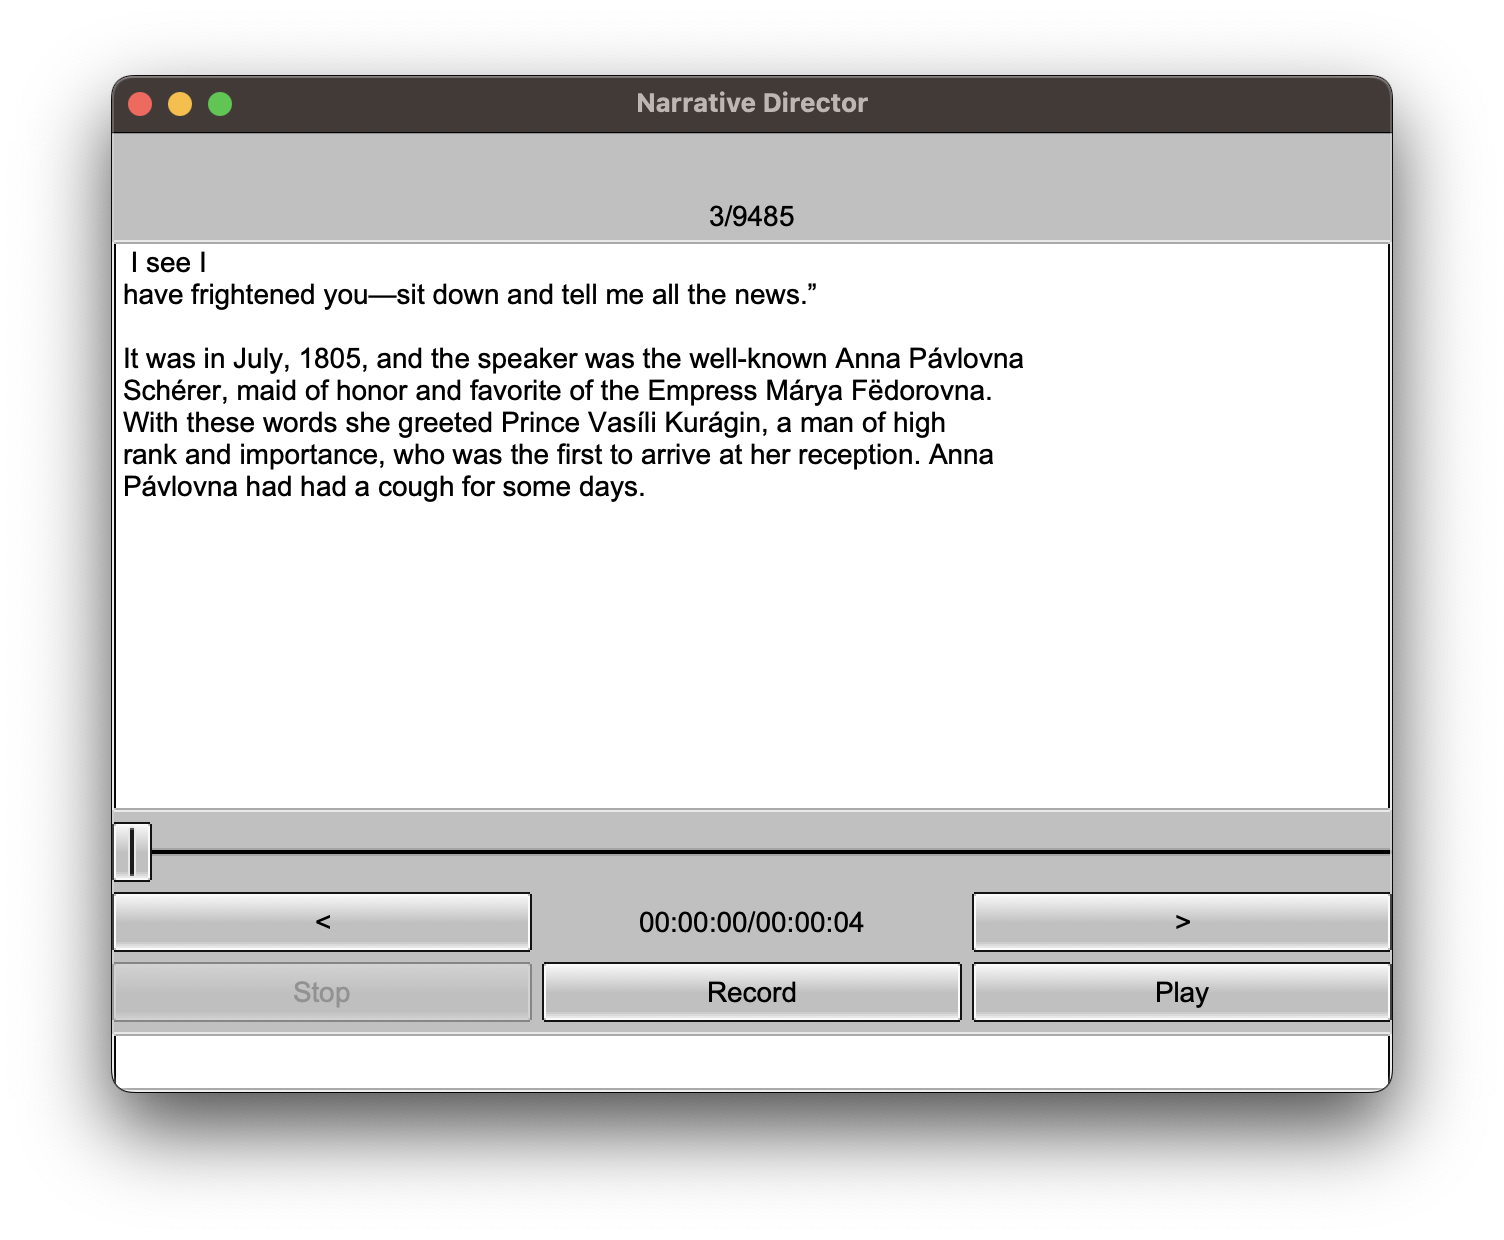 Narrative Director
3/9485
I see I
have frightened you—sit down and tell me all the news.”
It was in July, 1805, and the speaker was the well-known Anna Pávlovna
Schérer, maid of honor and favorite of the Empress Márya Fëdorovna.
With these words she greeted Prince Vasíli Kurágin, a man of high
rank and importance, who was the first to arrive at her reception. Anna
Pávlovna had had a cough for some days.
< 00:00:00/00:00:04 >
Stop Record Play